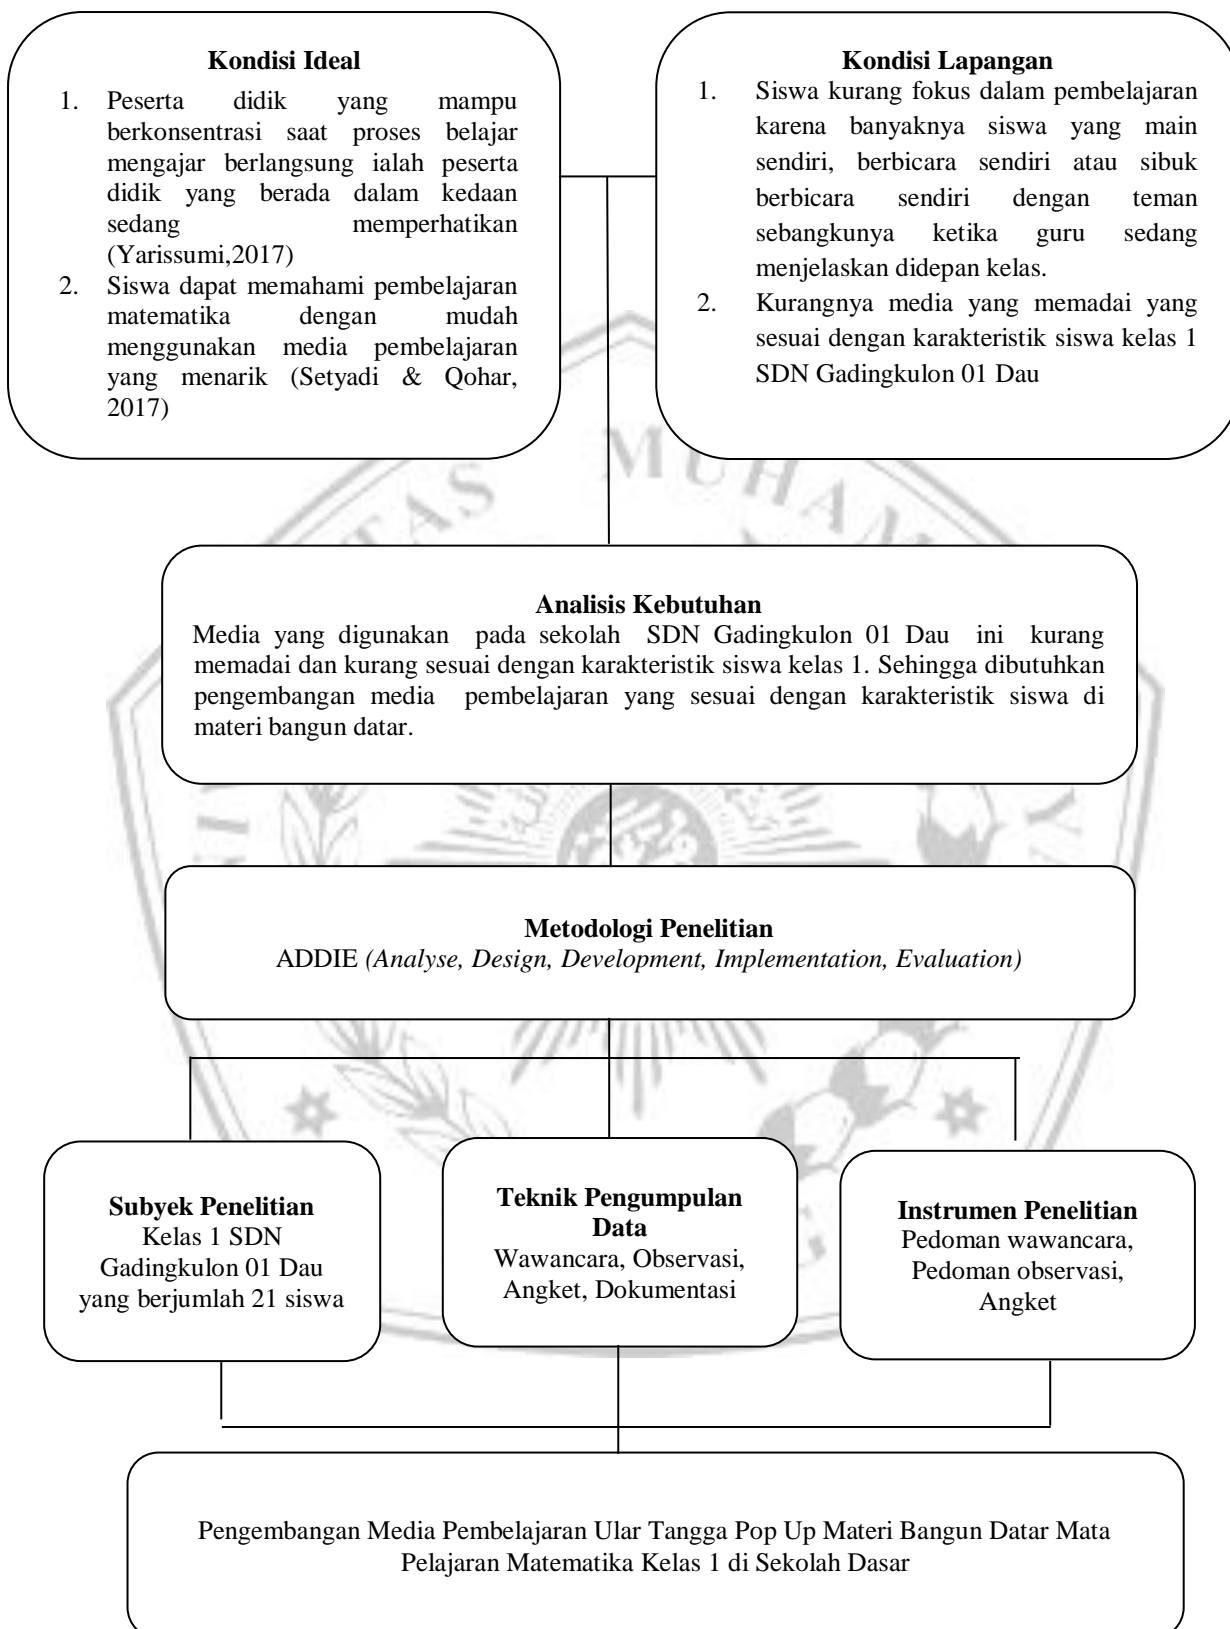 Kondisi Ideal
1. Peserta didik yang mampu
berkonsentrasi saat proses belajar
mengajar berlangsung ialah peserta
didik yang berada dalam kedaan
sedang memperhatikan
(Yarissumi,2017)
2. Siswa dapat memahami pembelajaran
matematika dengan mudah
menggunakan media pembelajaran
yang menarik (Setyadi & Qohar,
2017)
Kondisi Lapangan
1. Siswa kurang fokus dalam pembelajaran
karena banyaknya siswa yang main
sendiri, berbicara sendiri atau sibuk
berbicara sendiri dengan teman
sebangkunya ketika guru sedang
menjelaskan didepan kelas.
2. Kurangnya media yang memadai yang
sesuai dengan karakteristik siswa kelas 1
SDN Gadingkulon 01 Dau
TAS MUHAM
Analisis Kebutuhan
Media yang digunakan pada sekolah SDN Gadingkulon 01 Dau ini kurang
memadai dan kurang sesuai dengan karakteristik siswa kelas 1. Sehingga dibutuhkan
pengembangan media pembelajaran yang sesuai dengan karakteristik siswa di
materi bangun datar.
Metodologi Penelitian
ADDIE (Analyse, Design, Development, Implementation, Evaluation)
Subyek Penelitian
Kelas 1 SDN
Gadingkulon 01 Dau
yang berjumlah 21 siswa
Teknik Pengumpulan
Data
Wawancara, Observasi,
Angket, Dokumentasi
Instrumen Penelitian
Pedoman wawancara,
Pedoman observasi,
Angket
Pengembangan Media Pembelajaran Ular Tangga Pop Up Materi Bangun Datar Mata
Pelajaran Matematika Kelas 1 di Sekolah Dasar